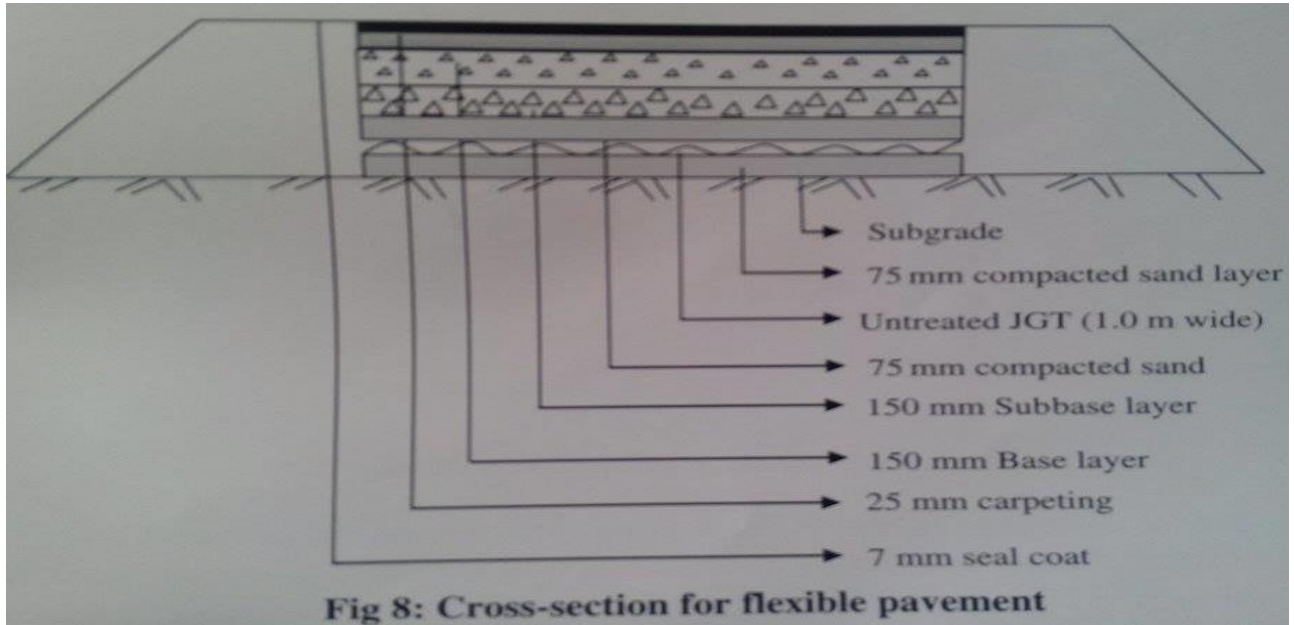 Subgrade
75 mm compacted sand layer
Untreated JGT (1.0 m wide)
75 mm compacted sand
150 mm Subbase layer
150 mm Base layer
25 mm carpeting
7 mm seal coat
Fig 8: Cross-section for flexible pavement